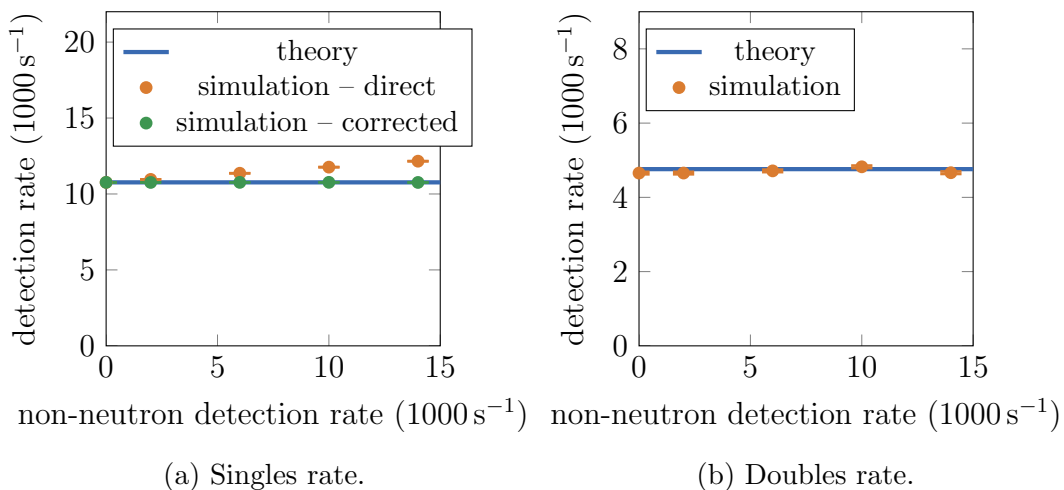 detection rate (1000 s⁻¹)
20
15
10
5
0
theory
simulation – direct
simulation – corrected
0 5 10 15
non-neutron detection rate (1000 s⁻¹)
(a) Singles rate.
detection rate (1000 s⁻¹)
8
6
4
2
0
theory
simulation
0 5 10 15
non-neutron detection rate (1000 s⁻¹)
(b) Doubles rate.